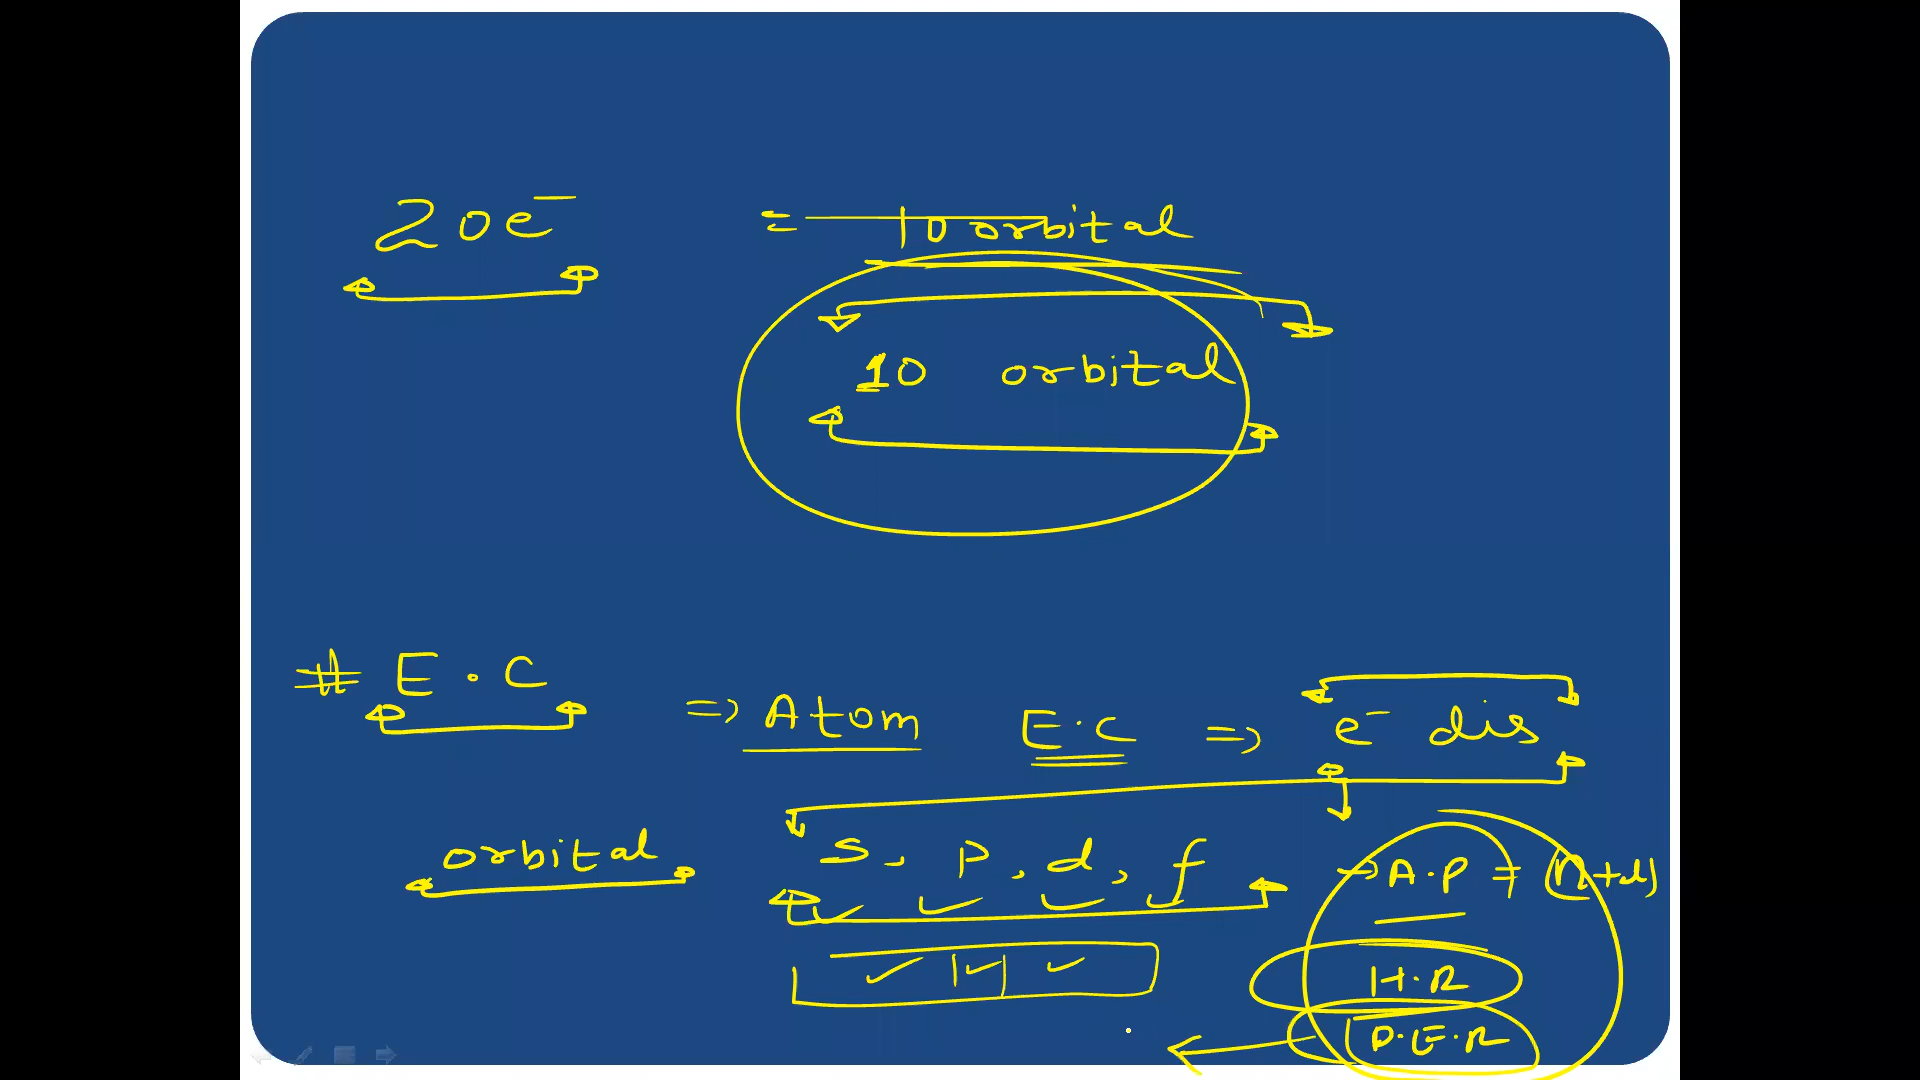 20e⁻ = 10 orbital
10 orbital
# E.C => Atom E.C => e⁻ dis
orbital s, p, d, f → A.P = (n+l)
H.R
P.E.R